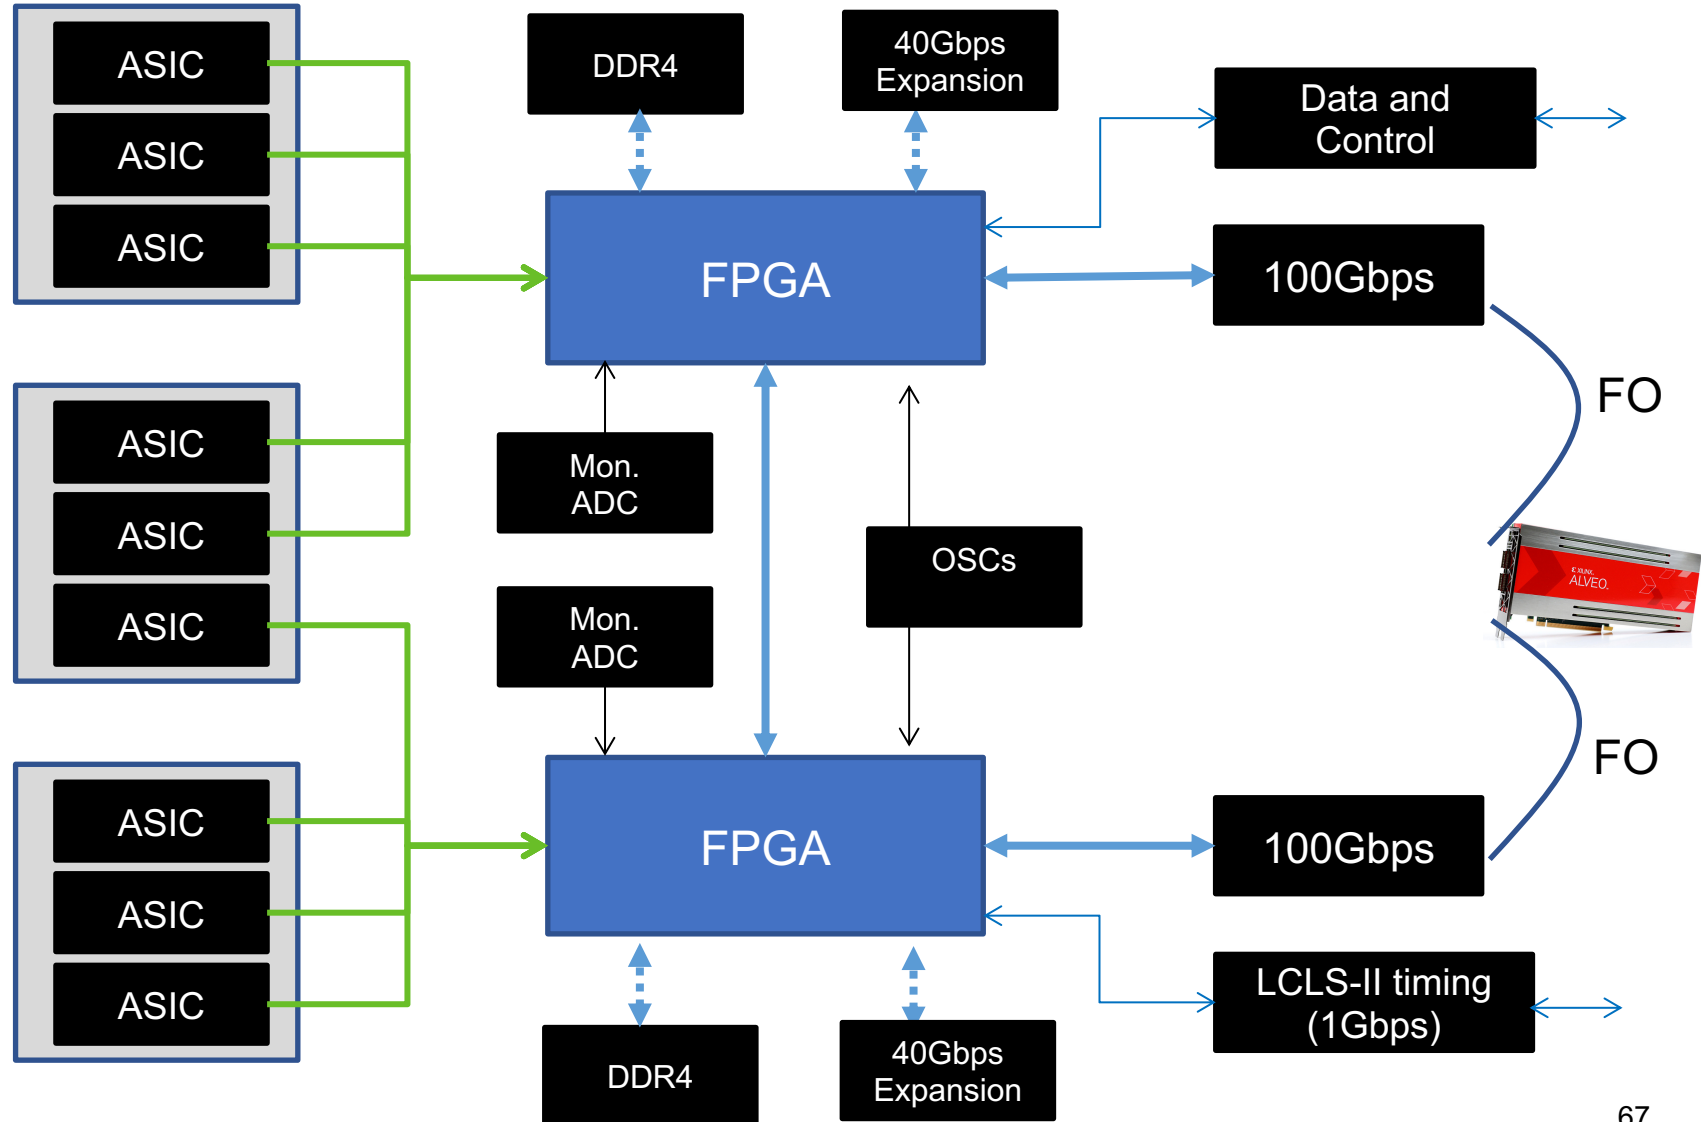 ASIC
ASIC
ASIC
DDR4
40Gbps
Expansion
Data and
Control
FPGA
100Gbps
FO
ASIC
ASIC
ASIC
Mon.
ADC
OSCs
XILINX
ALVEO
Mon.
ADC
FO
ASIC
ASIC
ASIC
FPGA
100Gbps
LCLS-II timing
(1Gbps)
DDR4
40Gbps
Expansion
67